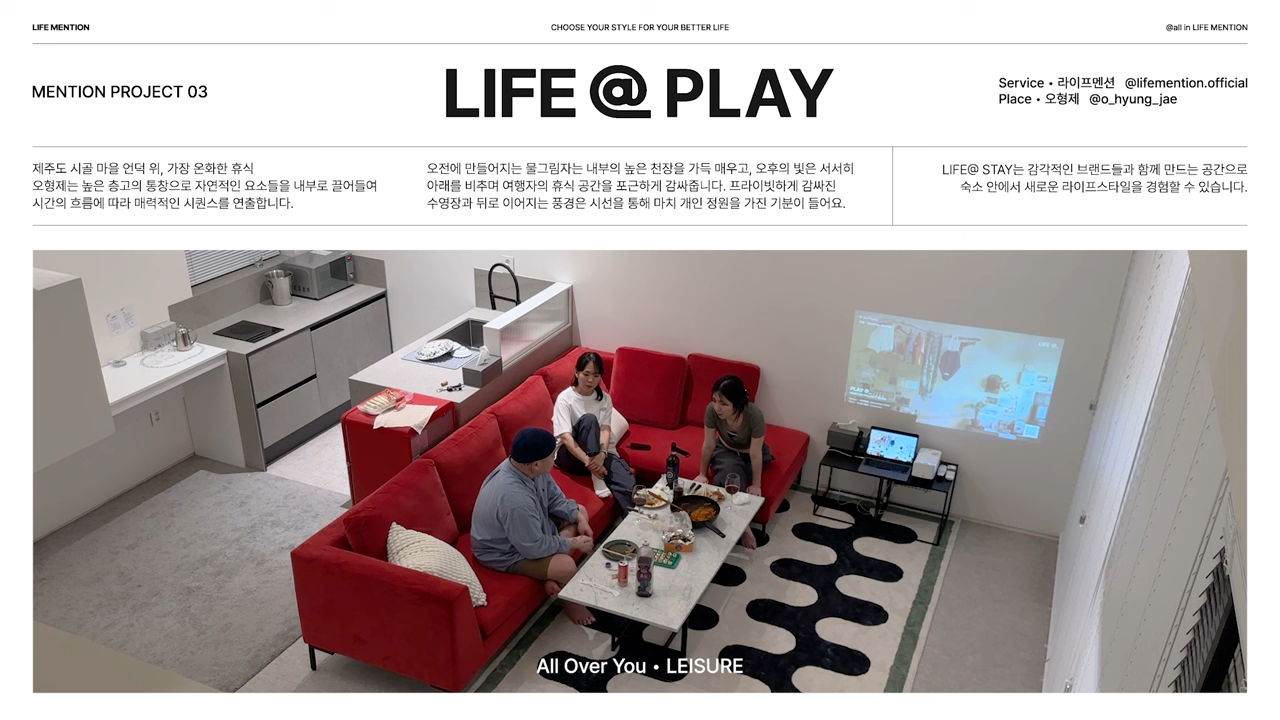 LIFE MENTION
CHOOSE YOUR STYLE FOR YOUR BETTER LIFE
@all in LIFE MENTION
MENTION PROJECT 03
LIFE @ PLAY
Service • 라이프멘션 @lifemention.official
Place • 오형제 @o_hyung_jae
제주도 시골 마을 언덕 위, 가장 온화한 휴식
오형제는 높은 층고의 통창으로 자연적인 요소들을 내부로 끌어들여
시간의 흐름에 따라 매력적인 시퀀스를 연출합니다.
오전에 만들어지는 물그림자는 내부의 높은 천장을 가득 매우고, 오후의 빛은 서서히
아래를 비추며 여행자의 휴식 공간을 포근하게 감싸줍니다. 프라이빗하게 감싸진
수영장과 뒤로 이어지는 풍경은 시선을 통해 마치 개인 정원을 가진 기분이 들어요.
LIFE@ STAY는 감각적인 브랜드들과 함께 만드는 공간으로
숙소 안에서 새로운 라이프스타일을 경험할 수 있습니다.
LIFE @
PLAY @
All Over You • LEISURE